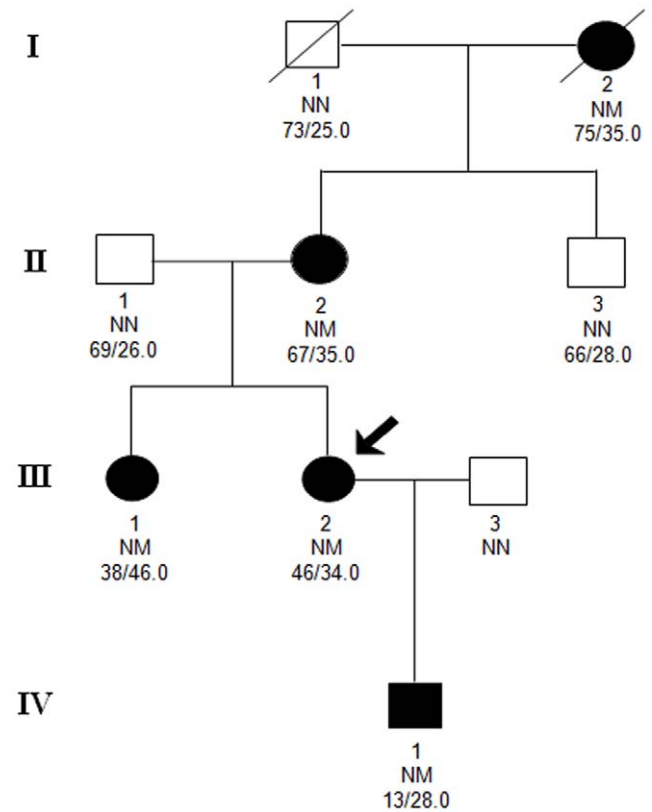 I
1
NN
73/25.0
2
NM
75/35.0
II
1
NN
69/26.0
2
NM
67/35.0
3
NN
66/28.0
III
1
NM
38/46.0
2
NM
46/34.0
3
NN
IV
1
NM
13/28.0